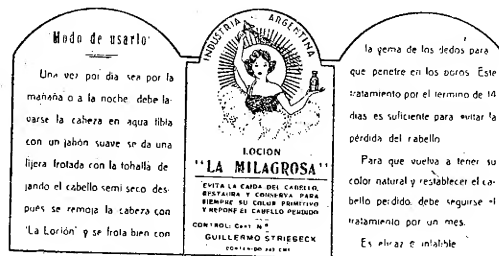 Modo de usarlo
Una vez por dia sea por la
mañana o a la noche debe la-
varse la cabeza en agua tibia
con un jabón suave se da una
lijera frotada con la tohalla de
jando el cabello semi seco des-
pués se remoja la cabeza con
'La Loción' y se frota bien con
INDUSTRIA ARGENTINA
LOCION
"LA MILAGROSA"
EVITA LA CAIDA DEL CABELLO,
RESTAURA Y CONSERVA PARA
SIEMPRE SU COLOR PRIMITIVO
Y REPONE EL CABELLO PERDIDO
CONTROL: Cert Nº
GUILLERMO STRIEBECK
CONTENIDO CM3
la yema de los dedos para
que penetre en los poros. Este
tratamiento por el termino de 14
dias es suficiente para evitar la
pérdida del cabello
Para que vuelva a tener su
color natural y restablecer el ca-
bello perdido, debe seguirse el
tratamiento por un mes.
Es eficaz e infalible